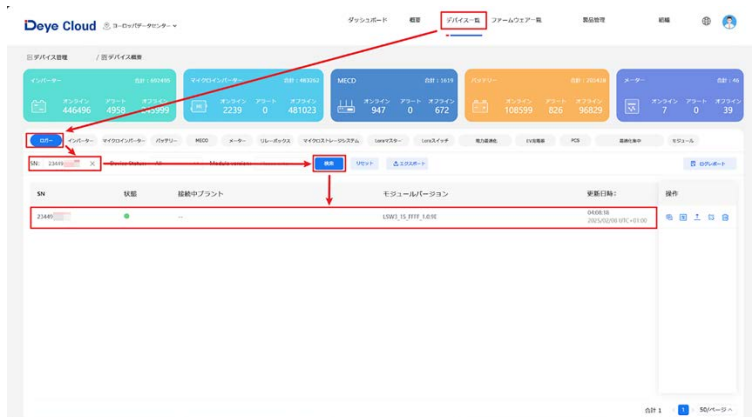 Deye Cloud ヨーロッパデータセンター
ダッシュボード 概要 デバイス一覧 ファームウェア一覧 製品管理 組織
デバイス管理 / デバイス概要
インバーター 合計：
オンライン アラート オフライン
446496 4958
マイクロインバーター 合計：483262
オンライン アラート オフライン
2239 0 481023
MECD 合計：1619
オンライン アラート オフライン
947 0 672
バッテリー
オンライン アラート オフライン
108599 826 96829
メーター 合計：46
オンライン アラート オフライン
7 0 39
ロガー インバーター マイクロインバーター バッテリー MECD メーター リレーボックス マイクロストレージシステム Loraマスター Loraスレイブ EV充電器 PCS モジュール
SN: 23449 Device Status: All Module version: 検索 リセット エクスポート ログレポート
SN 状態 接続中プラント モジュールバージョン 更新日時： 操作
23449 -- 04:08:36
2025/02/08 UTC+01:00
合計 1 1 50/ページ